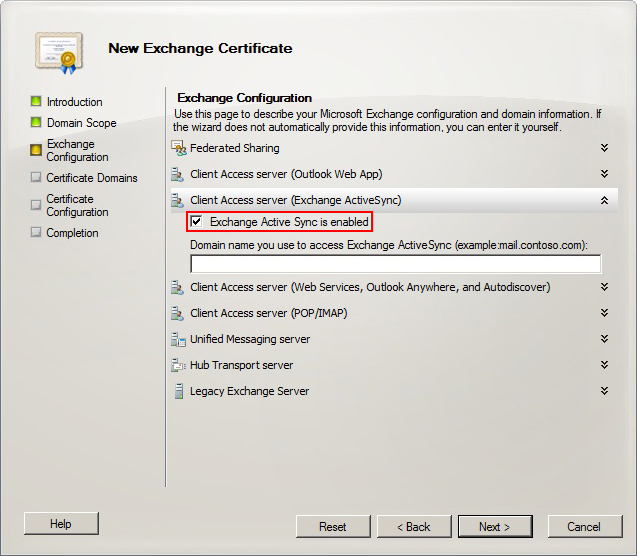 New Exchange Certificate
Introduction
Domain Scope
Exchange
Configuration
Certificate Domains
Certificate
Configuration
Completion
Exchange Configuration
Use this page to describe your Microsoft Exchange configuration and domain information. If
the wizard does not automatically provide this information, you can enter it yourself.
Federated Sharing
Client Access server (Outlook Web App)
Client Access server (Exchange ActiveSync)
Exchange Active Sync is enabled
Domain name you use to access Exchange ActiveSync (example:mail.contoso.com):
Client Access server (Web Services, Outlook Anywhere, and Autodiscover)
Client Access server (POP/IMAP)
Unified Messaging server
Hub Transport server
Legacy Exchange Server
Help
Reset
< Back
Next >
Cancel